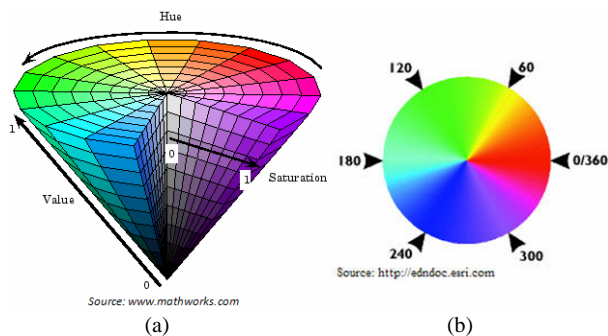 Hue
1
0
1
Saturation
Value
0
Source: www.mathworks.com
(a)
120
60
180
0/360
240
300
Source: http://edndoc.esri.com
(b)